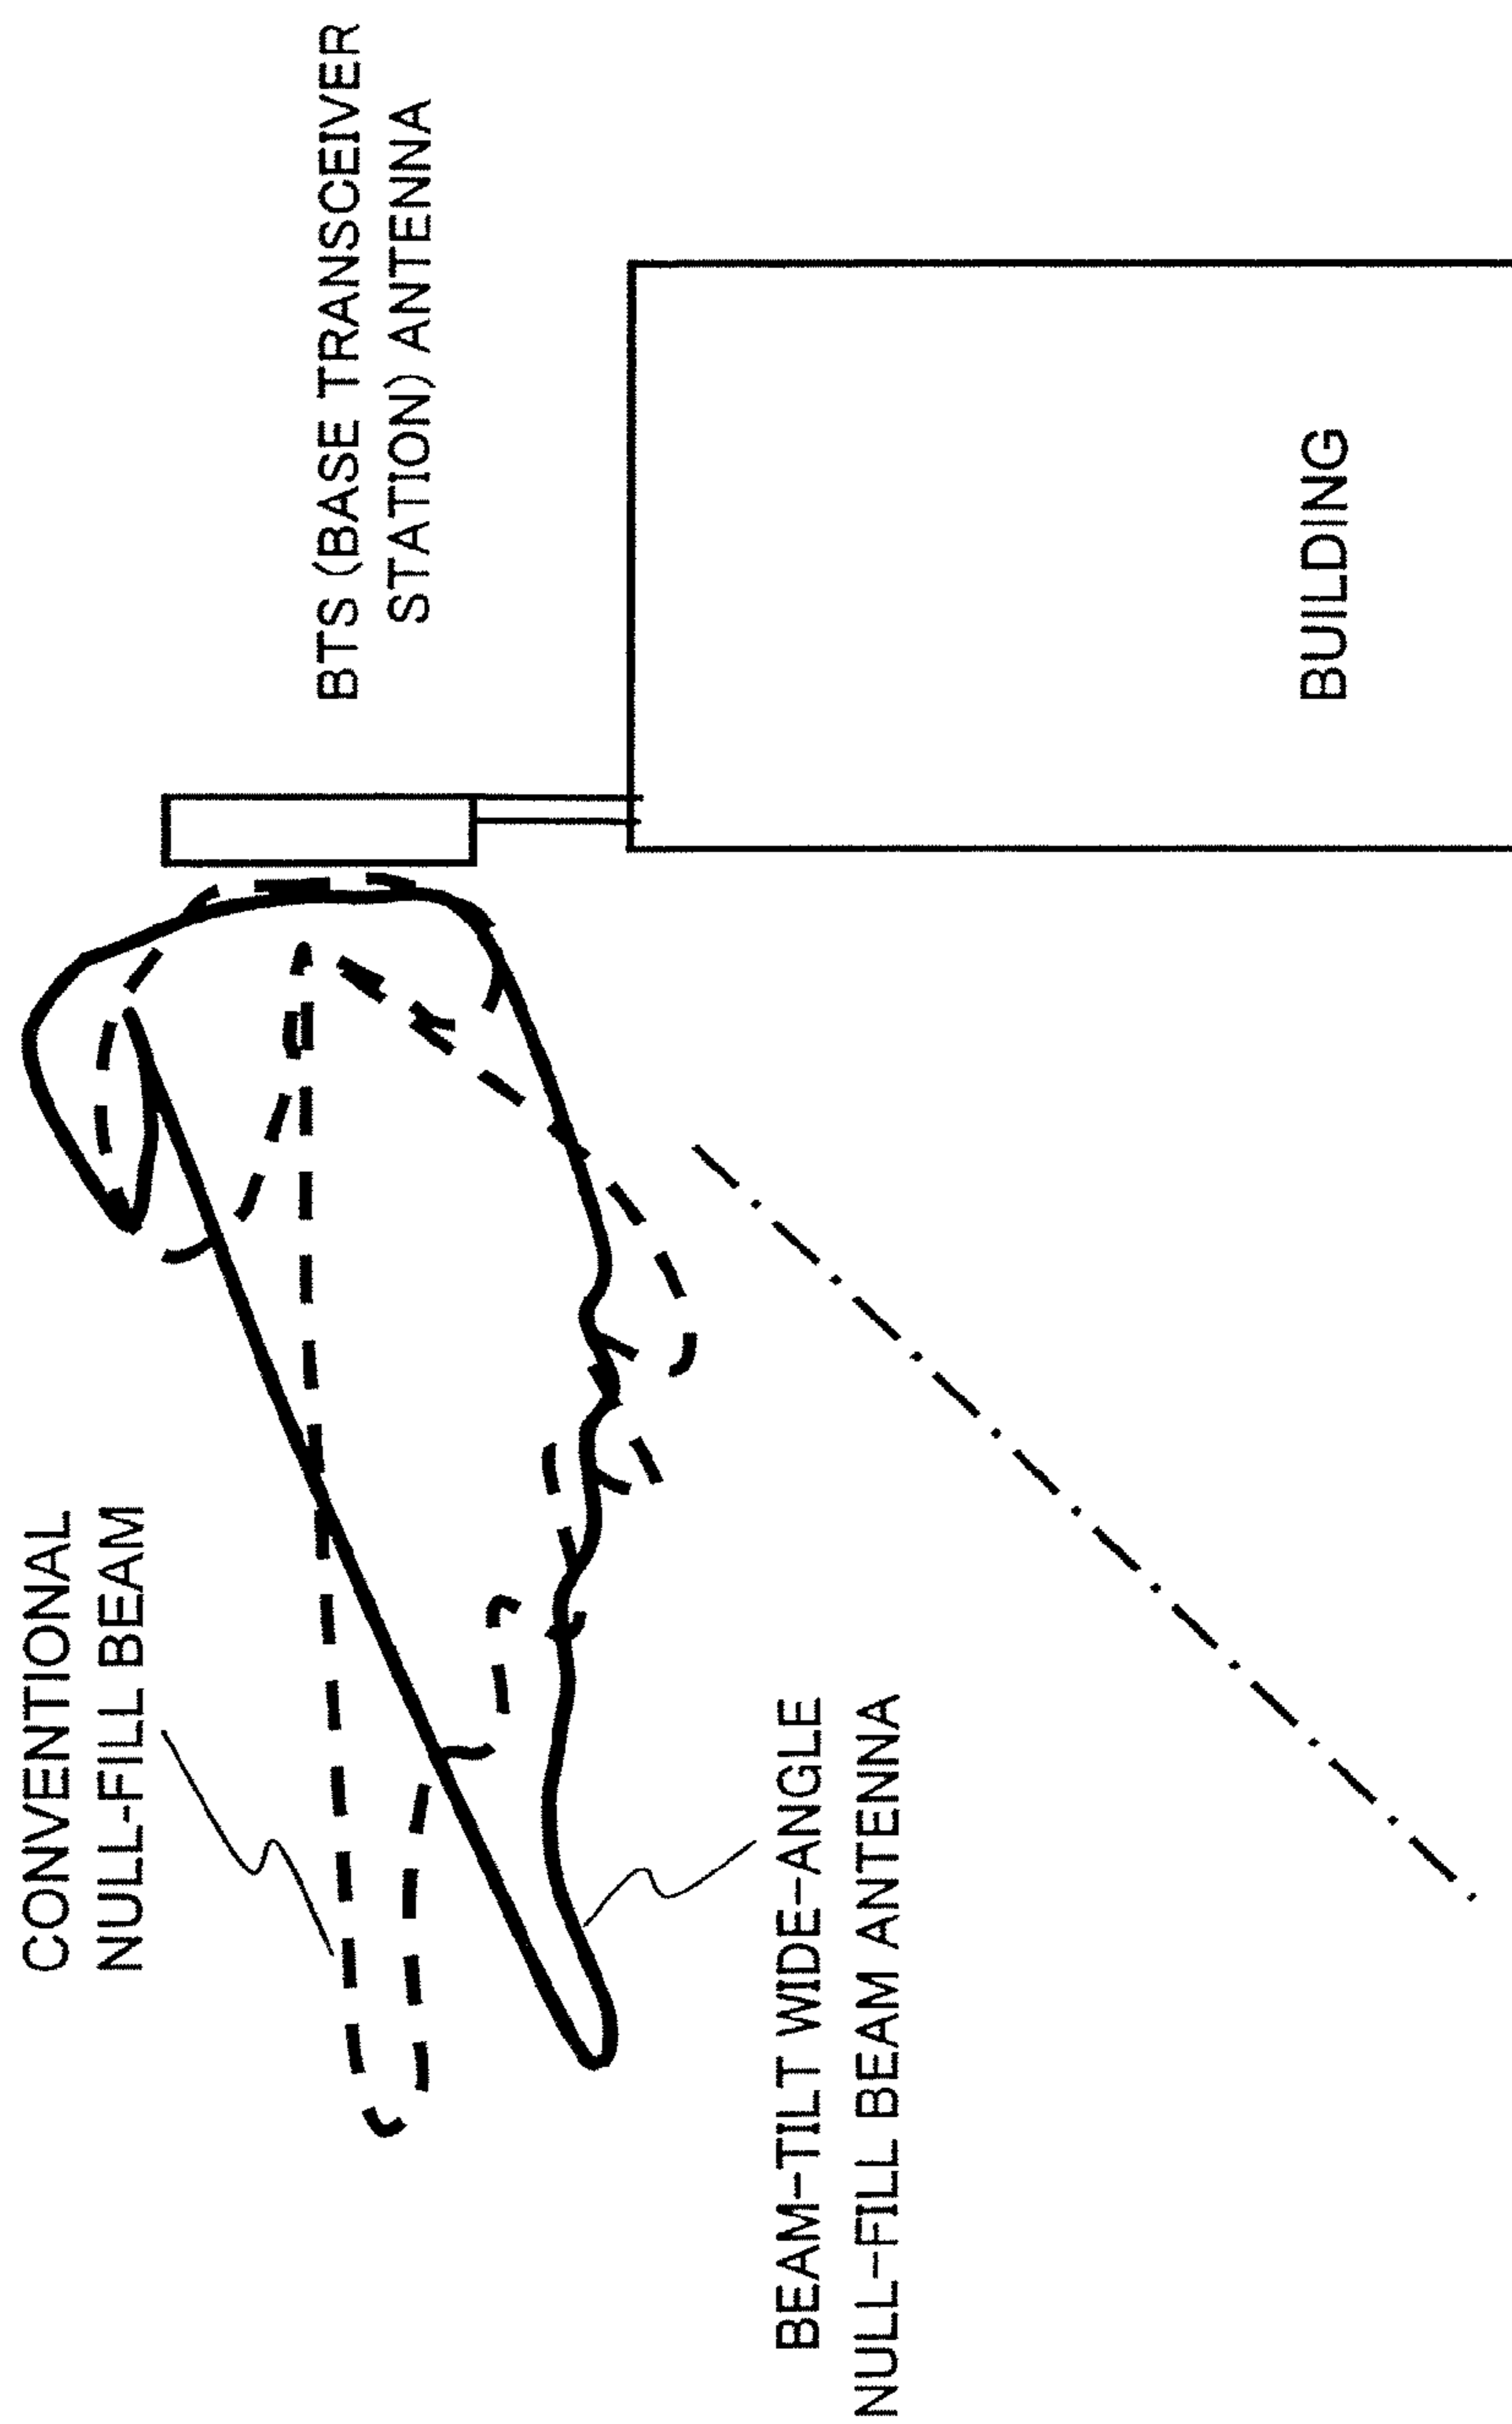 CONVENTIONAL
NULL-FILL BEAM
BTS (BASE TRANSCEIVER
STATION) ANTENNA
BEAM-TILT WIDE-ANGLE
NULL-FILL BEAM ANTENNA
BUILDING